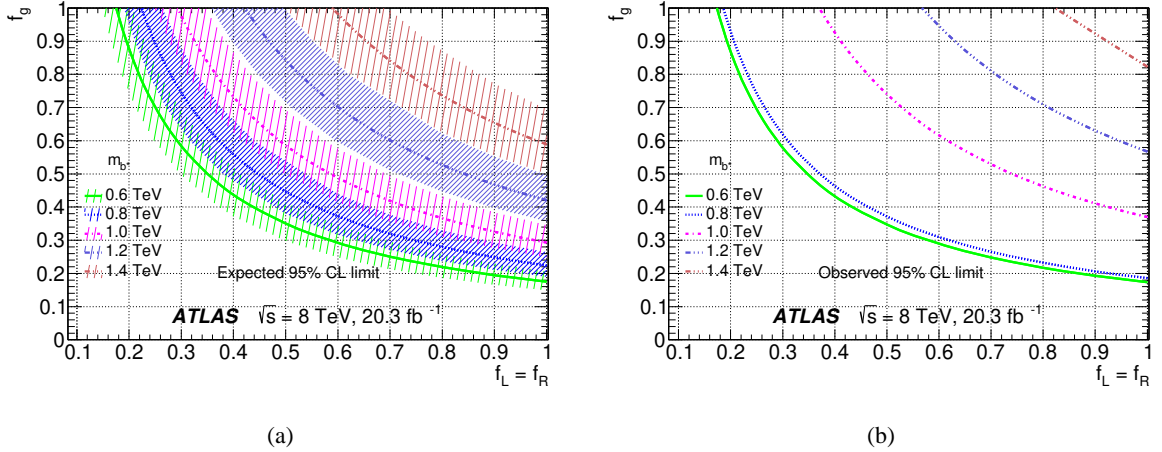 f_g
1
0.9
0.8
0.7
0.6
0.5
0.4
0.3
0.2
0.1
0
m_b*
0.6 TeV
0.8 TeV
1.0 TeV
1.2 TeV
1.4 TeV
Expected 95% CL limit
ATLAS √s = 8 TeV, 20.3 fb⁻¹
0.1 0.2 0.3 0.4 0.5 0.6 0.7 0.8 0.9 1
f_L = f_R
(a)
f_g
1
0.9
0.8
0.7
0.6
0.5
0.4
0.3
0.2
0.1
0
m_b*
0.6 TeV
0.8 TeV
1.0 TeV
1.2 TeV
1.4 TeV
Observed 95% CL limit
ATLAS √s = 8 TeV, 20.3 fb⁻¹
0.1 0.2 0.3 0.4 0.5 0.6 0.7 0.8 0.9 1
f_L = f_R
(b)